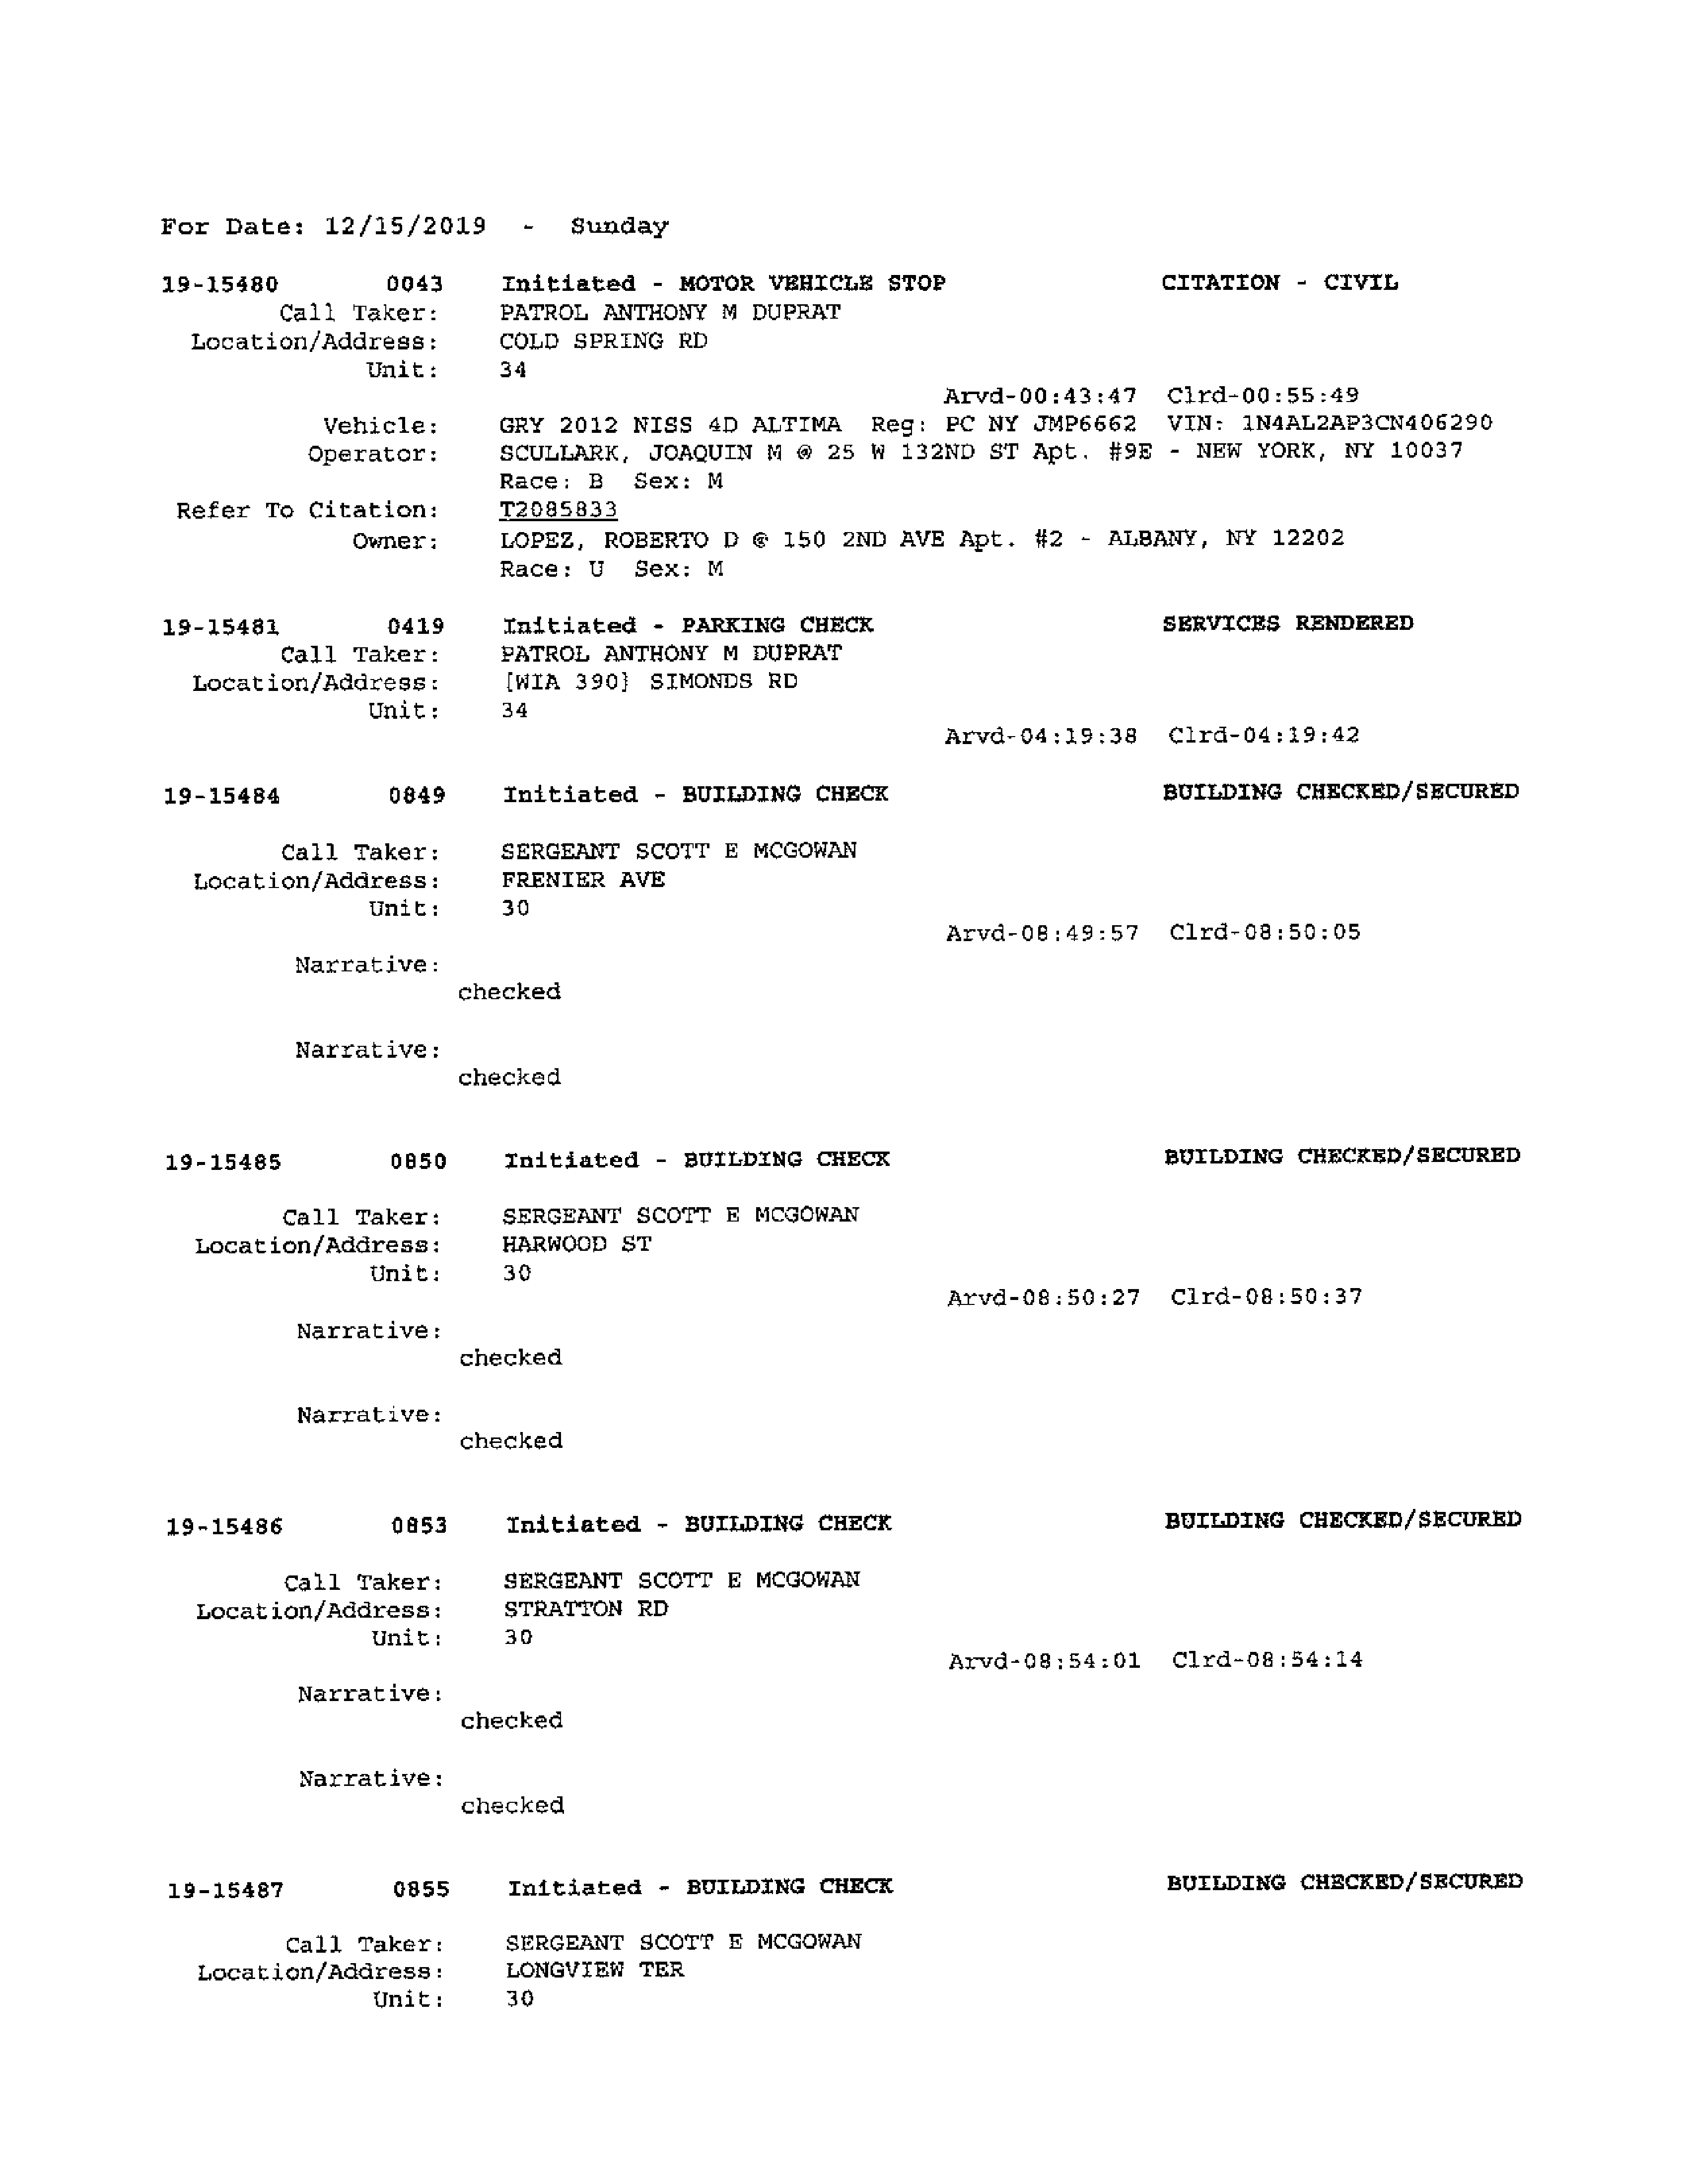 For Date: 12/15/2019 - Sunday
19-15480 0043 Initiated - MOTOR VEHICLE STOP CITATION - CIVIL
Call Taker: PATROL ANTHONY M DUPRAT
Location/Address: COLD SPRING RD
Unit: 34
Arvd-00:43:47 Clrd-00:55:49
Vehicle: GRY 2012 NISS 4D ALTIMA Reg: PC NY JMP6662 VIN: 1N4AL2AP3CN406290
Operator: SCULLARK, JOAQUIN M @ 25 W 132ND ST Apt. #9E - NEW YORK, NY 10037
Race: B Sex: M
Refer To Citation: T2085833
Owner: LOPEZ, ROBERTO D @ 150 2ND AVE Apt. #2 - ALBANY, NY 12202
Race: U Sex: M
19-15481 0419 Initiated - PARKING CHECK SERVICES RENDERED
Call Taker: PATROL ANTHONY M DUPRAT
Location/Address: [WIA 390] SIMONDS RD
Unit: 34
Arvd-04:19:38 Clrd-04:19:42
19-15484 0849 Initiated - BUILDING CHECK BUILDING CHECKED/SECURED
Call Taker: SERGEANT SCOTT E MCGOWAN
Location/Address: FRENIER AVE
Unit: 30
Arvd-08:49:57 Clrd-08:50:05
Narrative:
checked
Narrative:
checked
19-15485 0850 Initiated - BUILDING CHECK BUILDING CHECKED/SECURED
Call Taker: SERGEANT SCOTT E MCGOWAN
Location/Address: HARWOOD ST
Unit: 30
Arvd-08:50:27 Clrd-08:50:37
Narrative:
checked
Narrative:
checked
19-15486 0853 Initiated - BUILDING CHECK BUILDING CHECKED/SECURED
Call Taker: SERGEANT SCOTT E MCGOWAN
Location/Address: STRATTON RD
Unit: 30
Arvd-08:54:01 Clrd-08:54:14
Narrative:
checked
Narrative:
checked
19-15487 0855 Initiated - BUILDING CHECK BUILDING CHECKED/SECURED
Call Taker: SERGEANT SCOTT E MCGOWAN
Location/Address: LONGVIEW TER
Unit: 30